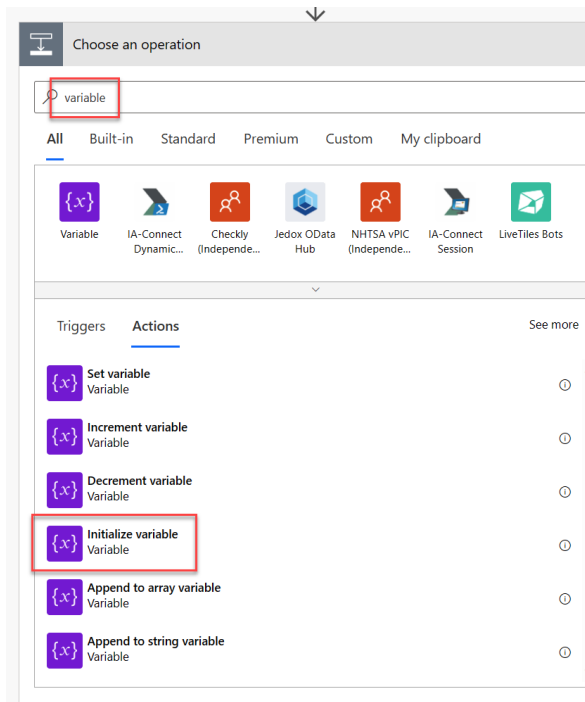 Choose an operation
variable
All Built-in Standard Premium Custom My clipboard
{x}
Variable
IA-Connect Dynamic...
Checkly (Independe...
Jedox OData Hub
NHTSA vPIC (Independe...
IA-Connect Session
LiveTiles Bots
Triggers Actions See more
{x} Set variable
Variable
{x} Increment variable
Variable
{x} Decrement variable
Variable
{x} Initialize variable
Variable
{x} Append to array variable
Variable
{x} Append to string variable
Variable